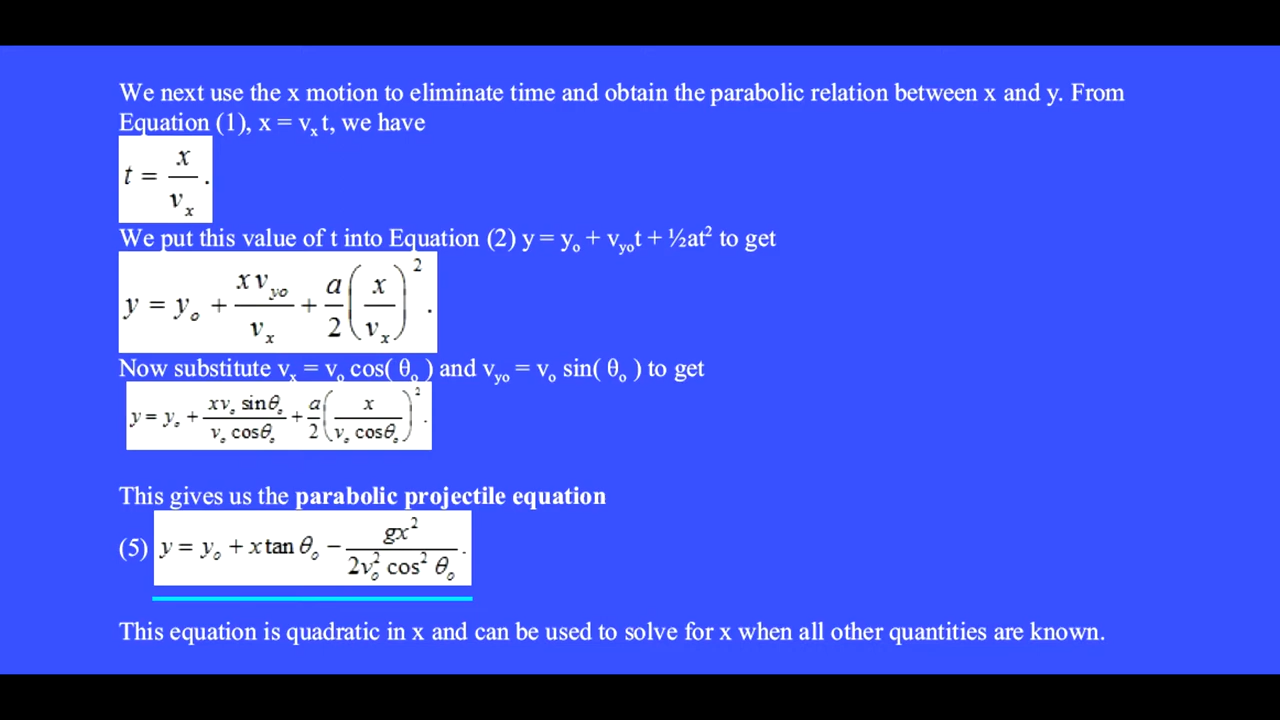 We next use the x motion to eliminate time and obtain the parabolic relation between x and y. From
Equation (1), x = vₓ t, we have
t = x / vₓ .
We put this value of t into Equation (2) y = yₒ + v_yo t + ½at² to get
y = yₒ + x v_yo / vₓ + a/2 (x / vₓ)² .
Now substitute vₓ = vₒ cos( θₒ ) and v_yo = vₒ sin( θₒ ) to get
y = yₒ + xvₒ sinθₒ / vₒ cosθₒ + a/2 (x / vₒ cosθₒ)² .
This gives us the parabolic projectile equation
(5) y = yₒ + x tan θₒ − gx² / 2vₒ² cos² θₒ .
This equation is quadratic in x and can be used to solve for x when all other quantities are known.